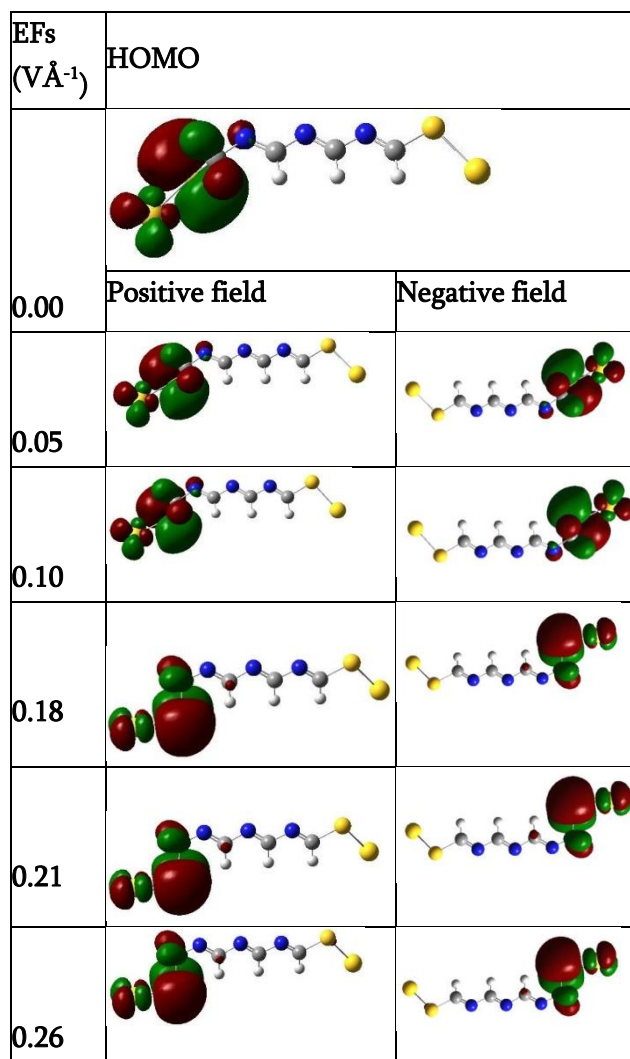 EFs
(VÅ-1)
HOMO
0.00
Positive field
Negative field
0.05
0.10
0.18
0.21
0.26